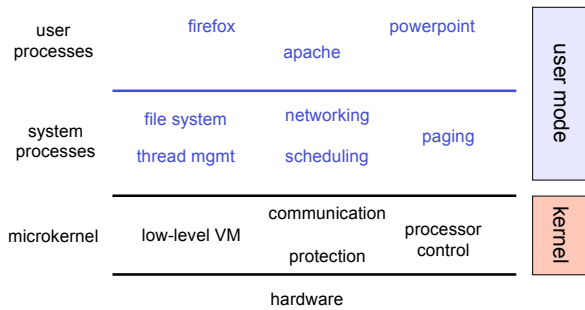 user
processes
firefox
powerpoint
apache
user mode
system
processes
file system
networking
paging
thread mgmt
scheduling
microkernel
low-level VM
communication
processor
control
protection
kernel
hardware